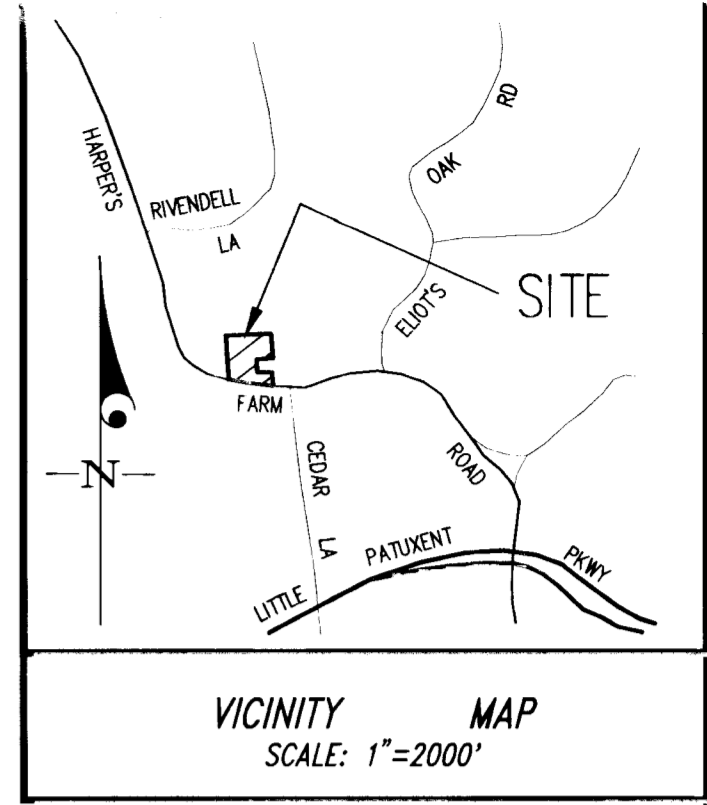 HARPER'S
RIVENDELL
LA
OAK
RD
ELIOT'S
SITE
FARM
CEDAR
LA
ROAD
N
LITTLE
PATUXENT
PKWY
VICINITY MAP
SCALE: 1"=2000'